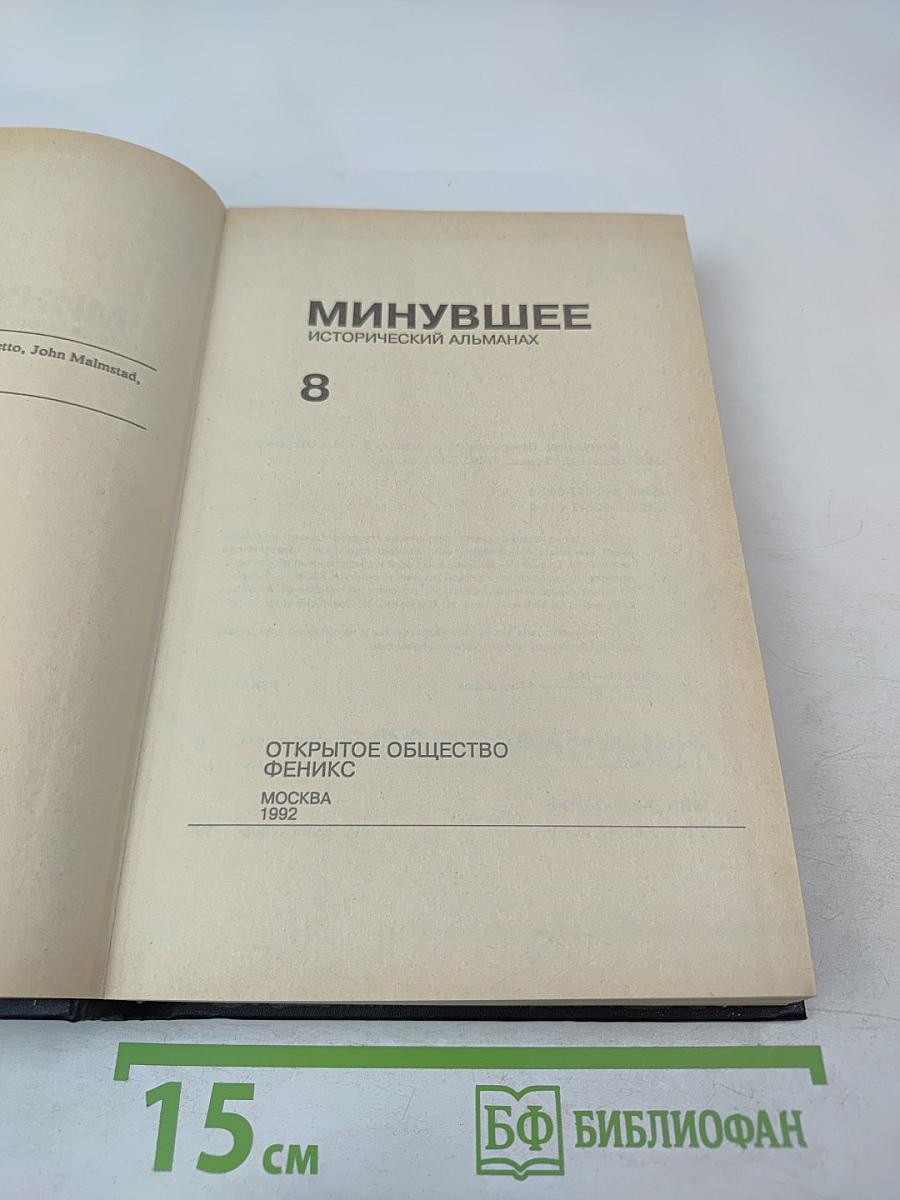 etto, John Malmstad,
МИНУВШЕЕ
ИСТОРИЧЕСКИЙ АЛЬМАНАХ
8
ОТКРЫТОЕ ОБЩЕСТВО
ФЕНИКС
МОСКВА
1992
15 см
БФ БИБЛИОФАН